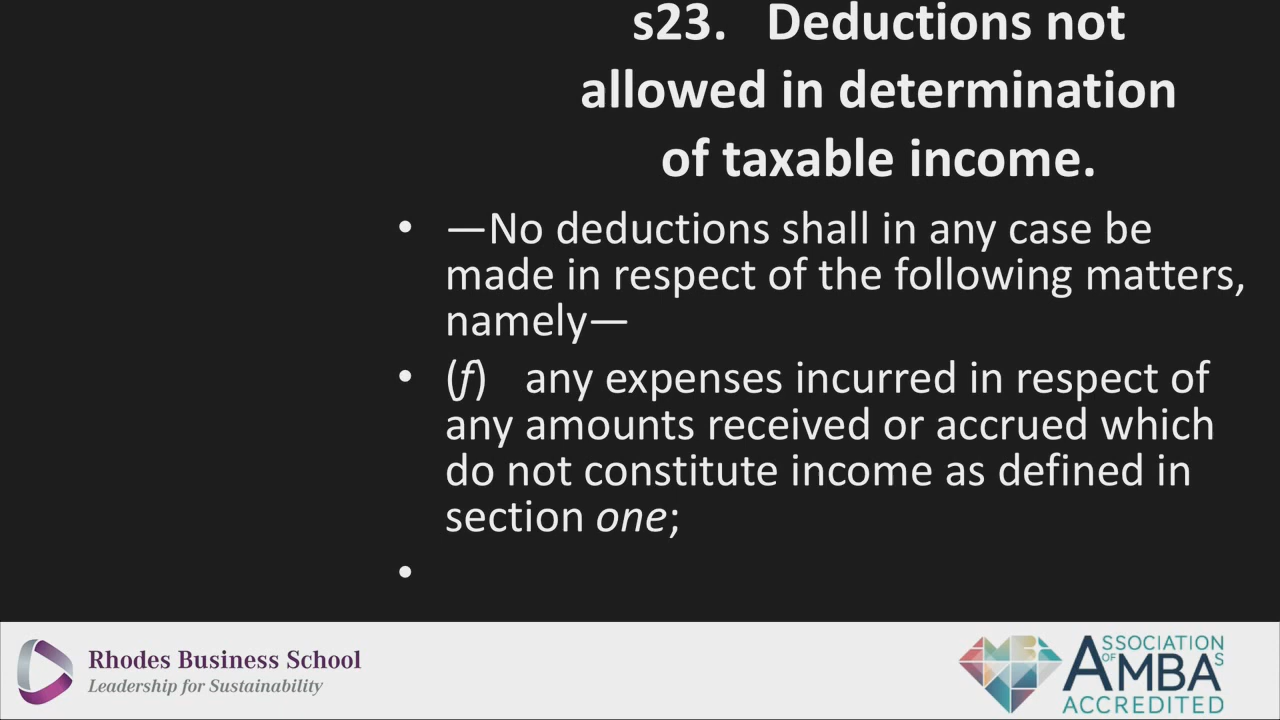 s23. Deductions not
allowed in determination
of taxable income.
• —No deductions shall in any case be
made in respect of the following matters,
namely—
• (f) any expenses incurred in respect of
any amounts received or accrued which
do not constitute income as defined in
section one;
•
Rhodes Business School
Leadership for Sustainability
ASSOCIATION
OF MBAS
ACCREDITED